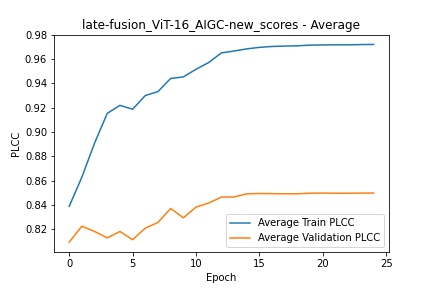 late-fusion_ViT-16_AIGC-new_scores - Average
0.98
0.96
0.94
0.92
0.90
0.88
0.86
0.84
0.82
PLCC
Average Train PLCC
Average Validation PLCC
0 5 10 15 20 25
Epoch